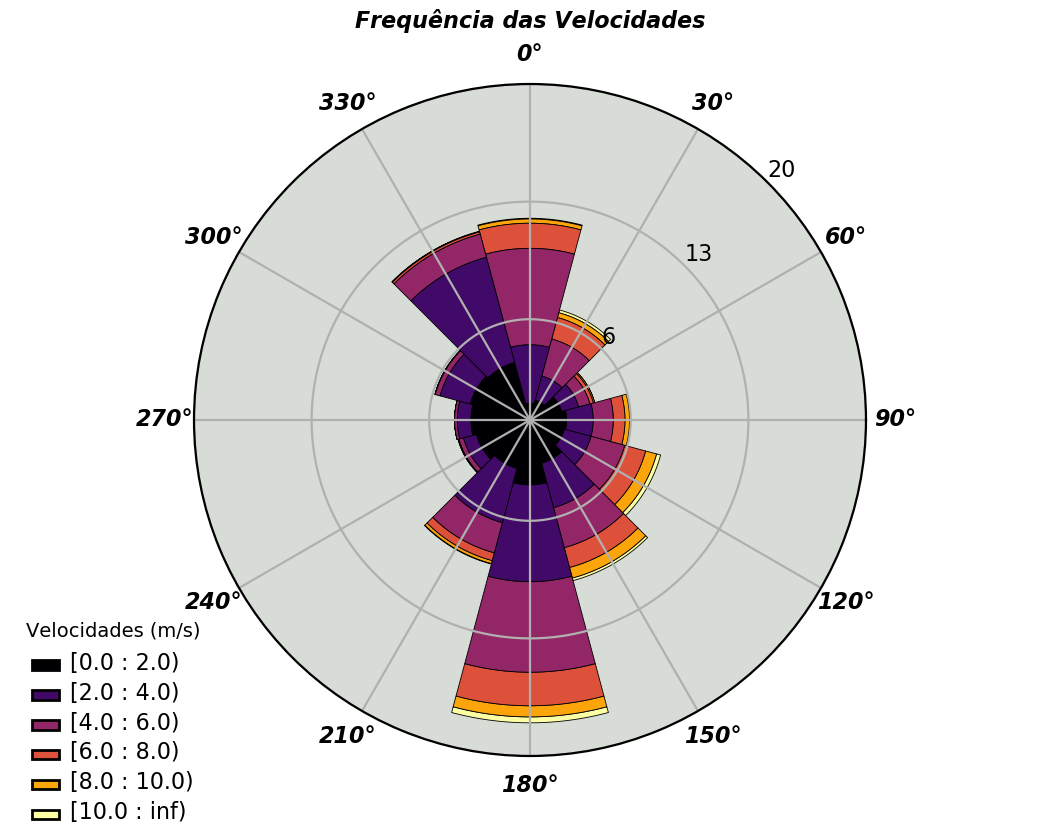 Frequência das Velocidades
0°
330°
30°
20
300°
60°
13
6
270°
90°
240°
120°
210°
150°
180°
Velocidades (m/s)
[0.0 : 2.0)
[2.0 : 4.0)
[4.0 : 6.0)
[6.0 : 8.0)
[8.0 : 10.0)
[10.0 : inf)